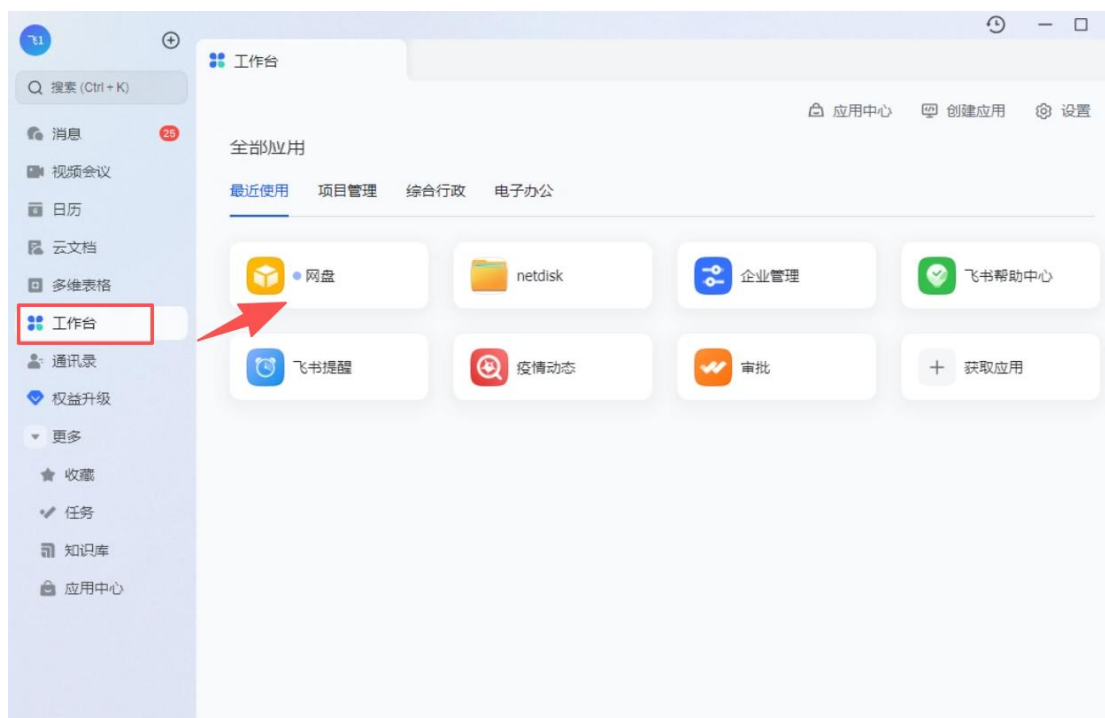 飞1
搜索 (Ctrl + K)
消息
25
视频会议
日历
云文档
多维表格
工作台
通讯录
权益升级
更多
收藏
任务
知识库
应用中心
工作台
应用中心
创建应用
设置
全部应用
最近使用
项目管理
综合行政
电子办公
网盘
netdisk
企业管理
飞书帮助中心
飞书提醒
疫情动态
审批
获取应用